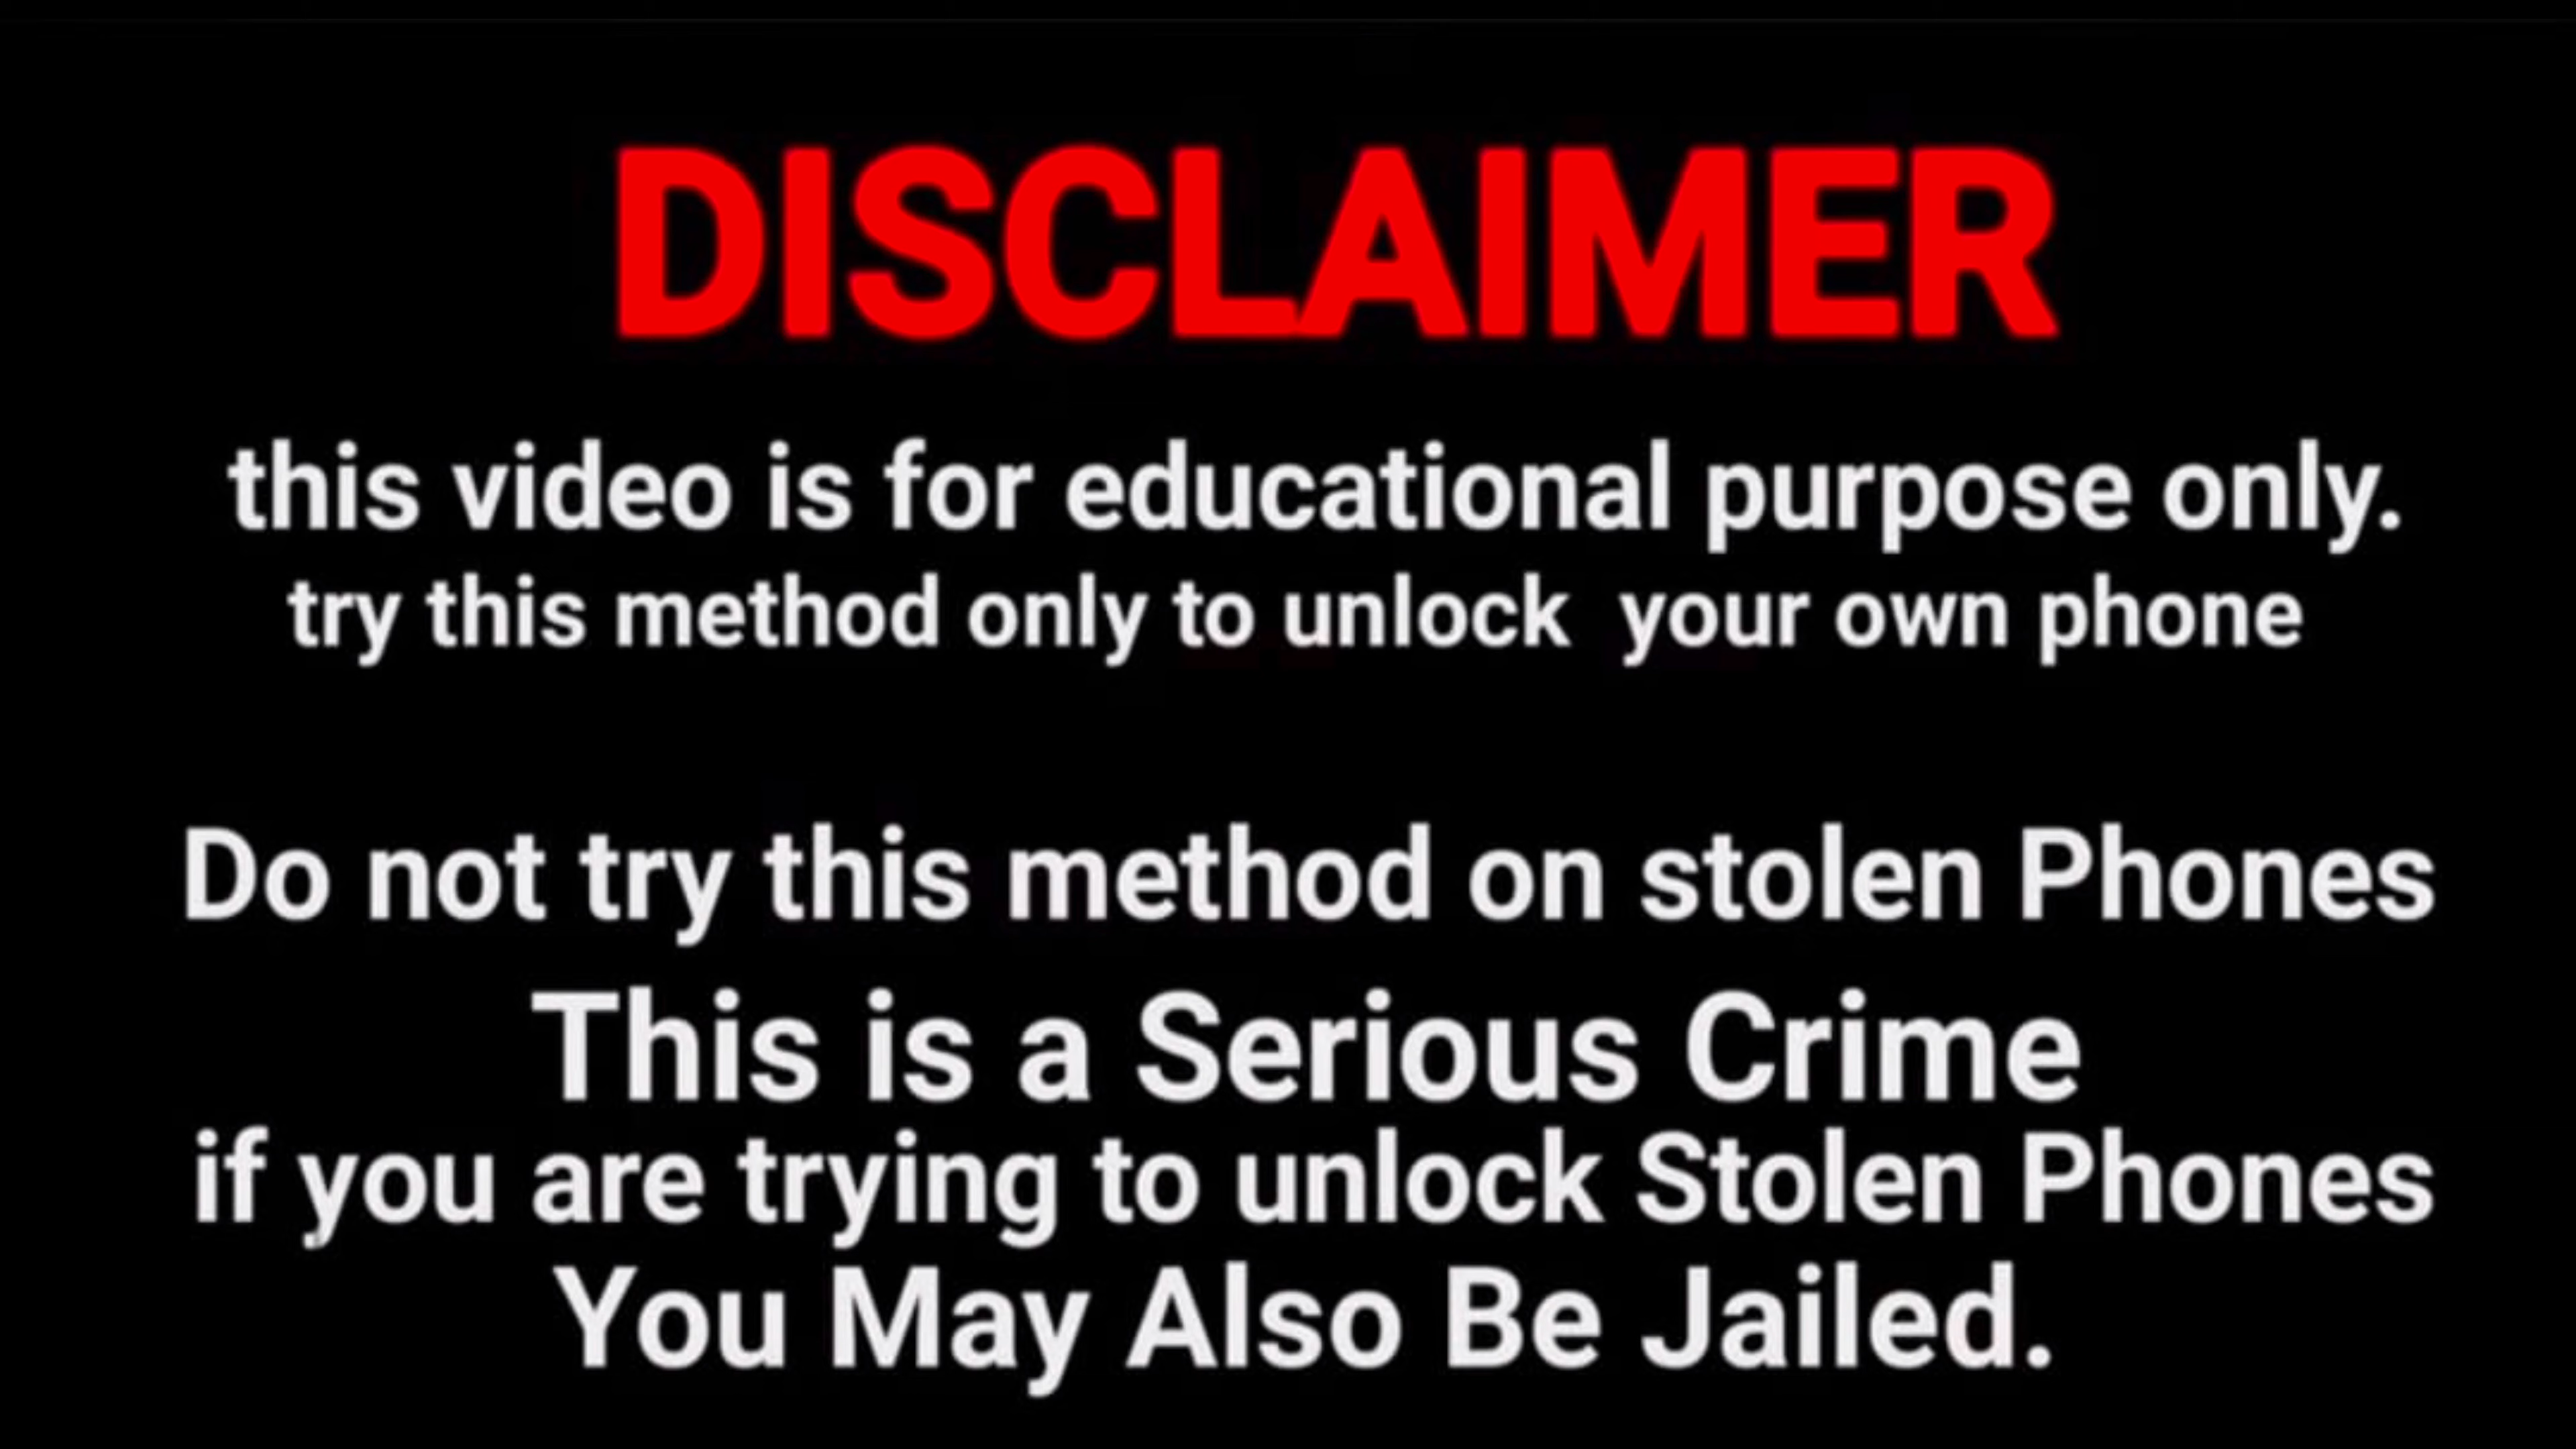 DISCLAIMER
this video is for educational purpose only.
try this method only to unlock your own phone
Do not try this method on stolen Phones
This is a Serious Crime
if you are trying to unlock Stolen Phones
You May Also Be Jailed.